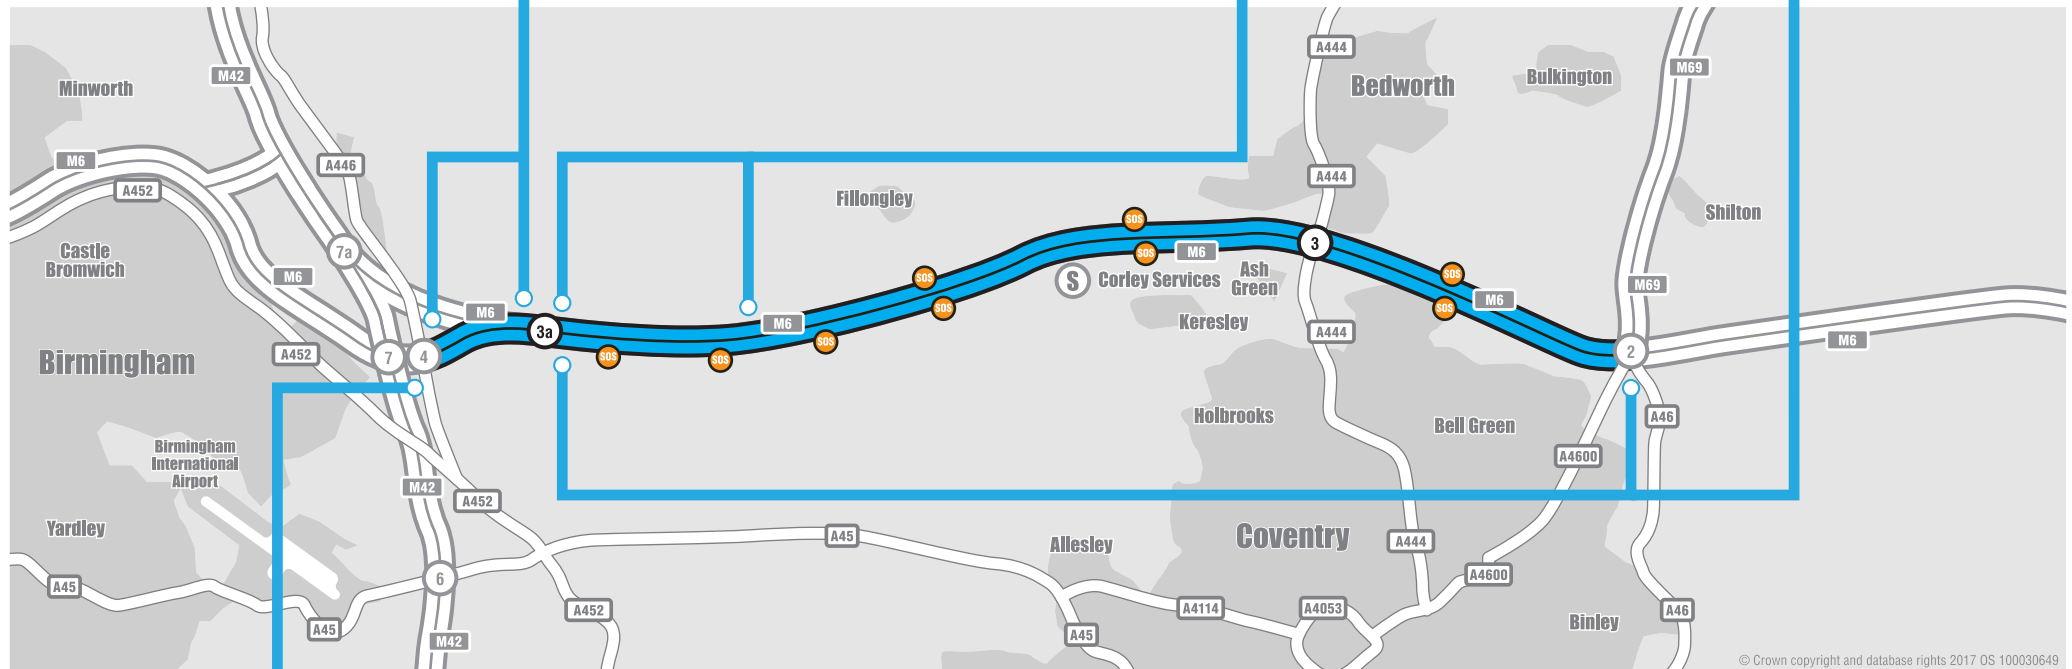 A444
M42
M69
Bedworth
Bulkington
Minworth
M6
A446
A444
A452
Fillongley
Shilton
SOS
Castle
Bromwich
7a
3
SOS
M6
Ash
Green
M6
SOS
S
Corley Services
SOS
M69
M6
SOS
SOS
M6
M6
SOS
Keresley
3a
A444
M6
Birmingham
A452
7
4
SOS
SOS
SOS
2
Holbrooks
Bell Green
A46
Birmingham
International
Airport
A4600
M42
A452
Yardley
A45
Allesley
Coventry
A444
A45
6
A4600
A452
A4114
A4053
A46
A45
M42
A45
Binley
© Crown copyright and database rights 2017 OS 100030649